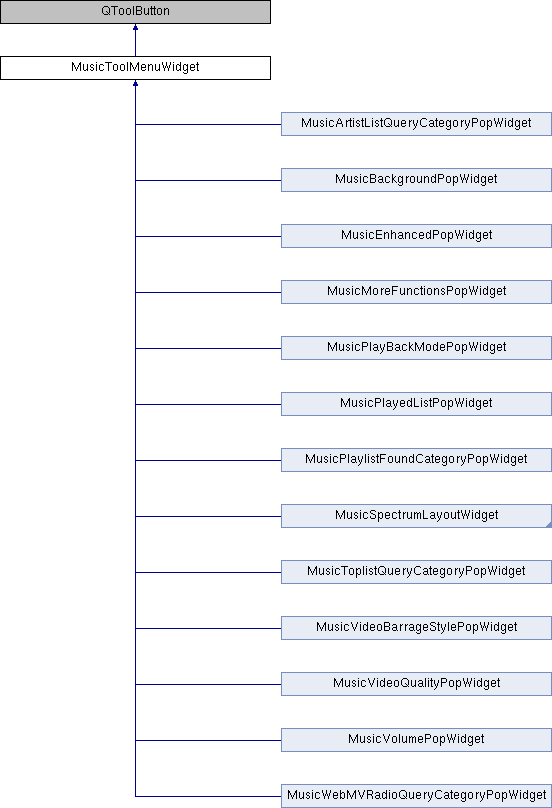 QToolButton
MusicToolMenuWidget
MusicArtistListQueryCategoryPopWidget
MusicBackgroundPopWidget
MusicEnhancedPopWidget
MusicMoreFunctionsPopWidget
MusicPlayBackModePopWidget
MusicPlayedListPopWidget
MusicPlaylistFoundCategoryPopWidget
MusicSpectrumLayoutWidget
MusicToplistQueryCategoryPopWidget
MusicVideoBarrageStylePopWidget
MusicVideoQualityPopWidget
MusicVolumePopWidget
MusicWebMVRadioQueryCategoryPopWidget